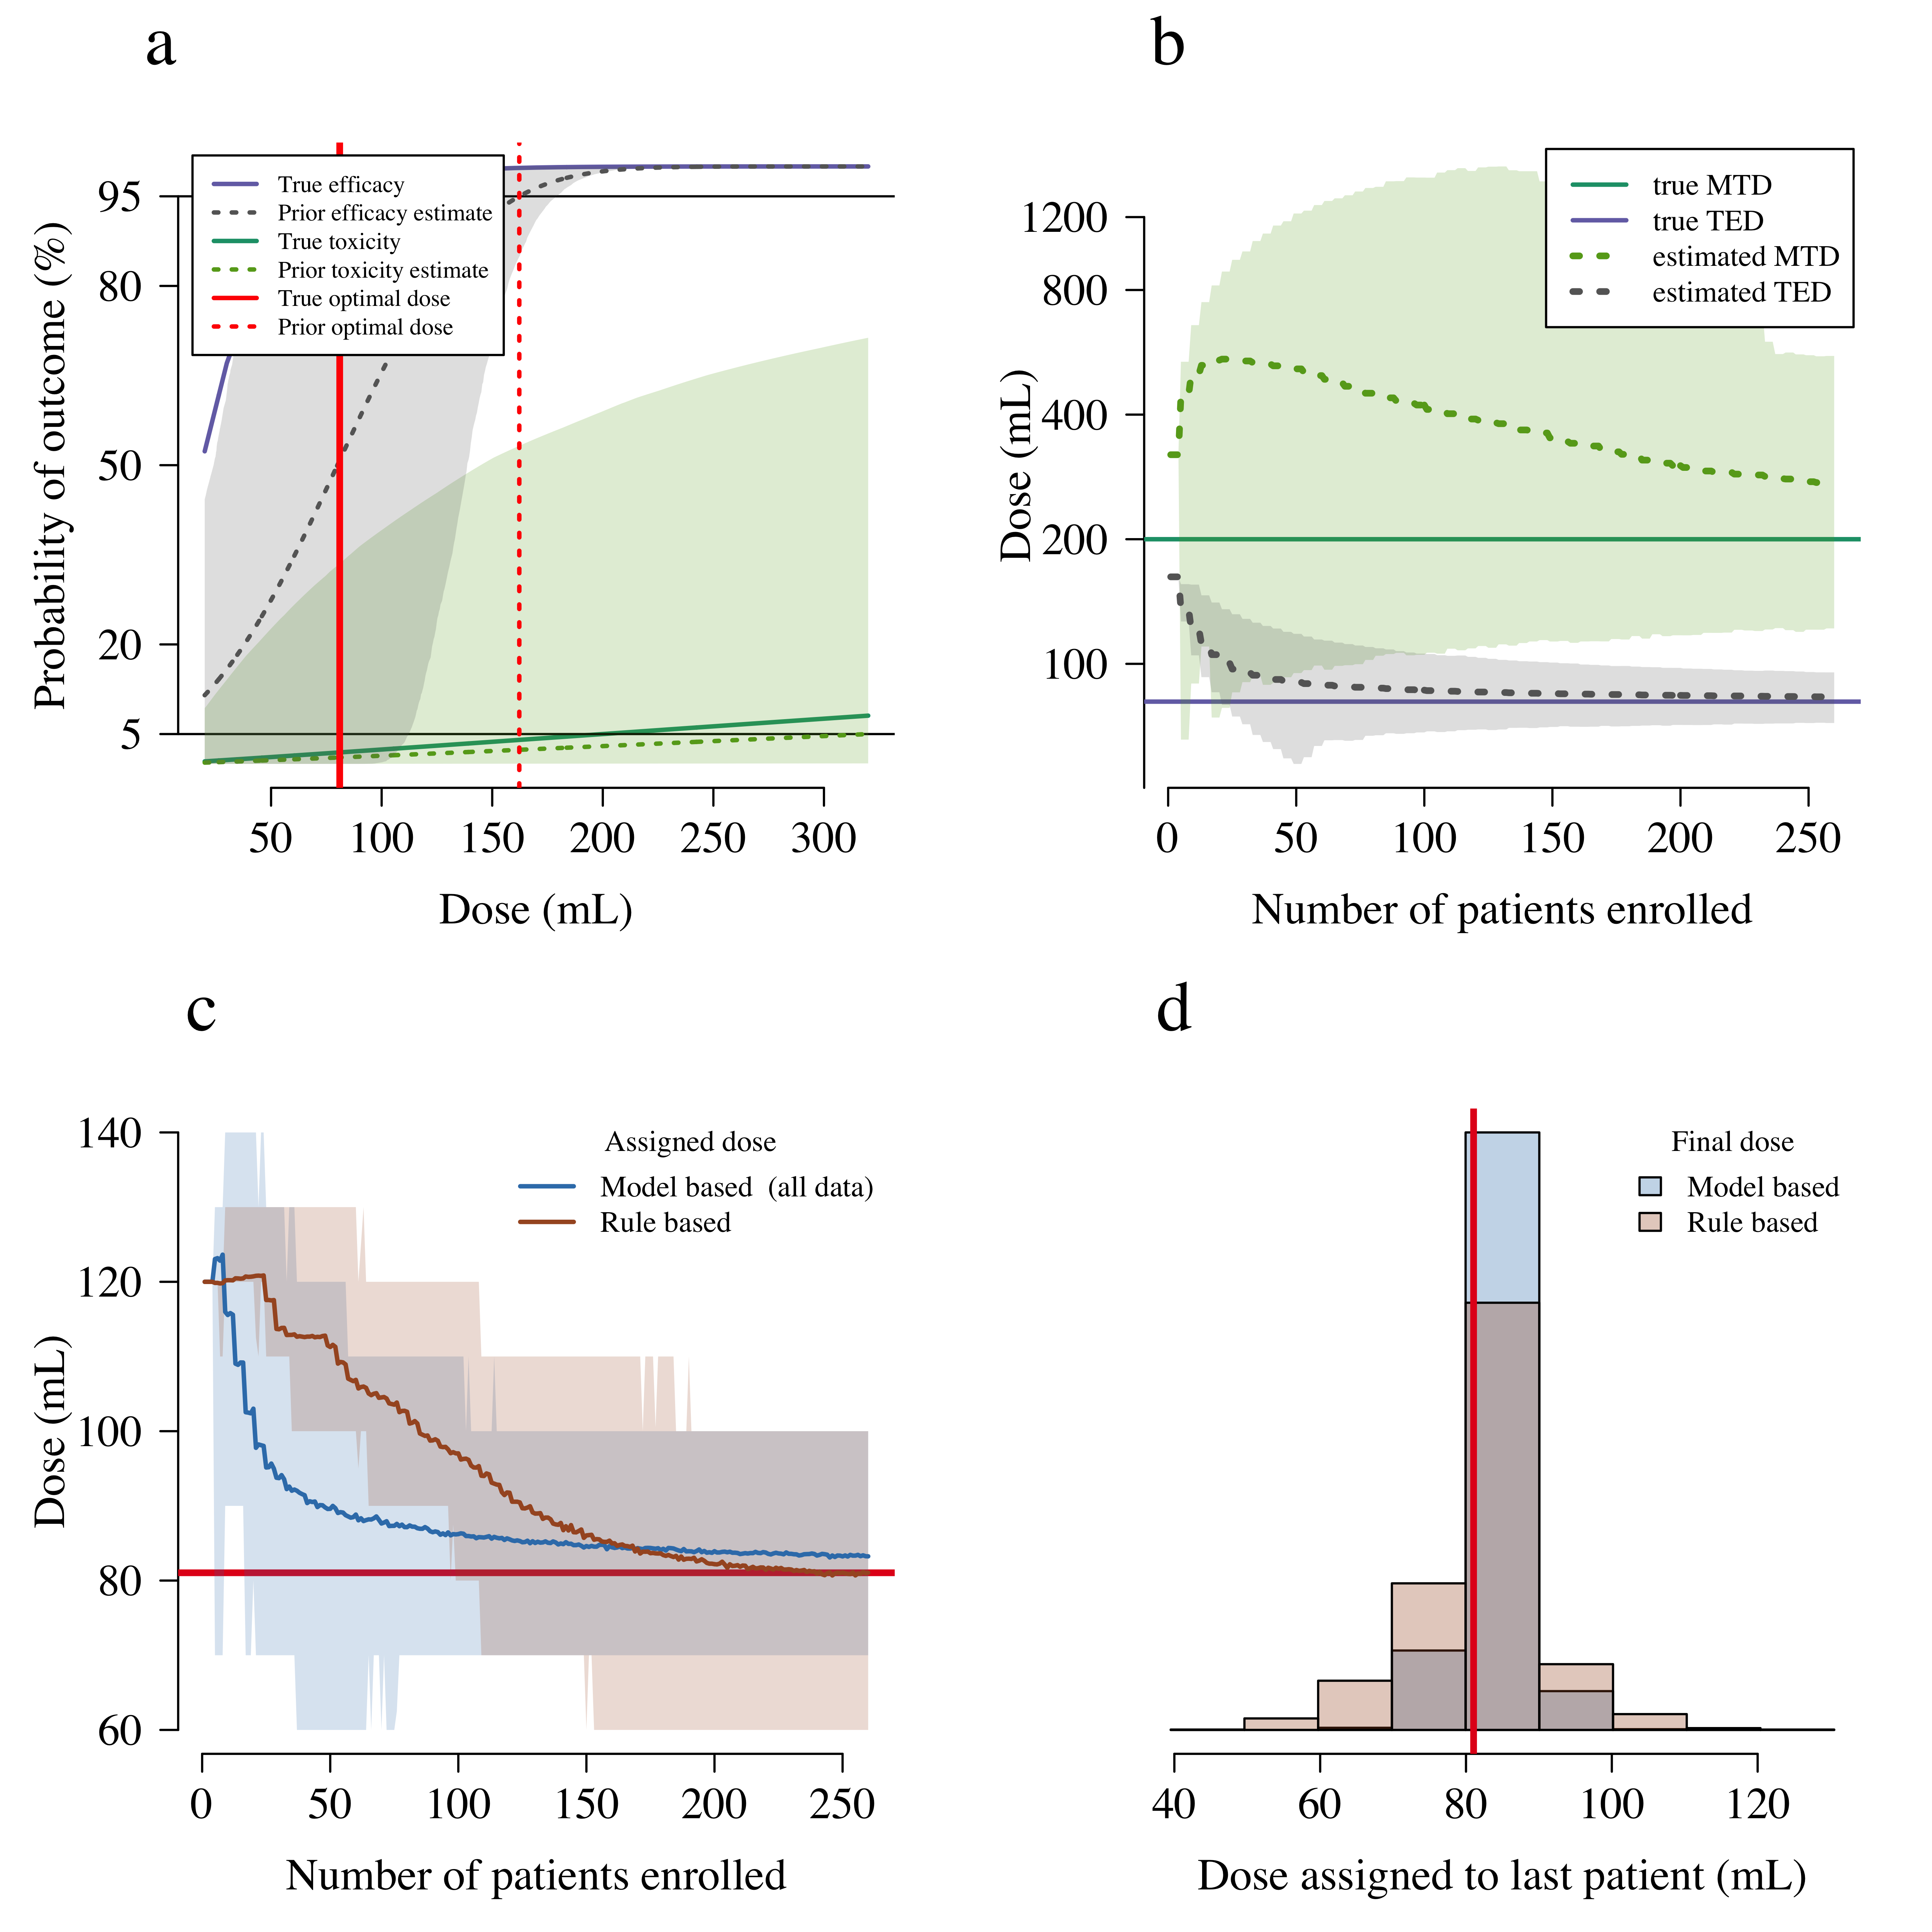 a
Probability of outcome (%)
95
80
50
20
5
True efficacy
Prior efficacy estimate
True toxicity
Prior toxicity estimate
True optimal dose
Prior optimal dose
50 100 150 200 250 300
Dose (mL)
b
Dose (mL)
1200
800
400
200
100
true MTD
true TED
estimated MTD
estimated TED
0 50 100 150 200 250
Number of patients enrolled
c
Dose (mL)
140
120
100
80
60
Assigned dose
Model based (all data)
Rule based
0 50 100 150 200 250
Number of patients enrolled
d
Final dose
Model based
Rule based
40 60 80 100 120
Dose assigned to last patient (mL)